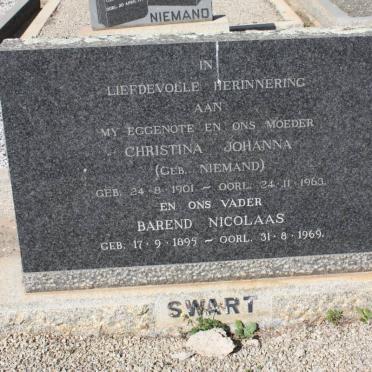 NIEMAND
IN
LIEFDEVOLLE HERINNERING
AAN
MY EGGENOTE EN ONS MOEDER
CHRISTINA JOHANNA
(GEB. NIEMAND)
GEB. 24-8-1901 ~ OORL. 24-11-1963.
EN ONS VADER
BAREND NICOLAAS
GEB. 17-9-1895 ~ OORL. 31-8-1969.
SWART